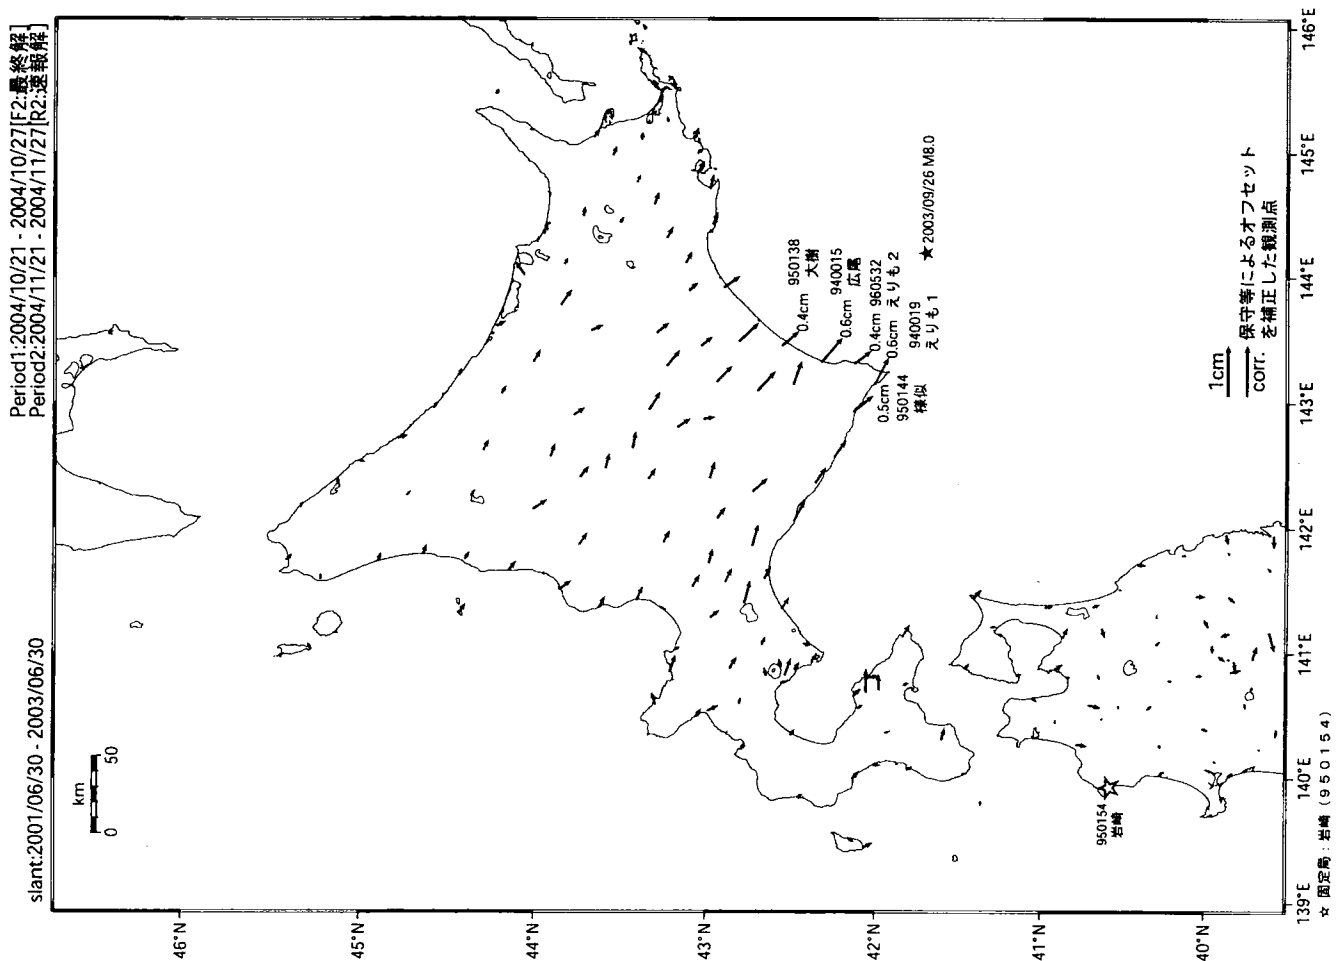 Period1:2004/10/21 - 2004/10/27[F2:最終解]
Period2:2004/11/21 - 2004/11/27[R2:速報解]
slant:2001/06/30 - 2003/06/30
km
0 50
46°N
45°N
44°N
43°N
42°N
41°N
40°N
139°E
140°E
141°E
142°E
143°E
144°E
145°E
146°E
0.4cm 950138
大樹
0.6cm 940015
広尾
0.4cm 960532
えりも2
0.6cm 940019
えりも1
0.5cm
950144
様似
★2003/09/26 M8.0
1cm
corr. 保守等によるオフセット
を補正した観測点
950154
岩崎
☆ 固定局:岩崎 (950154)